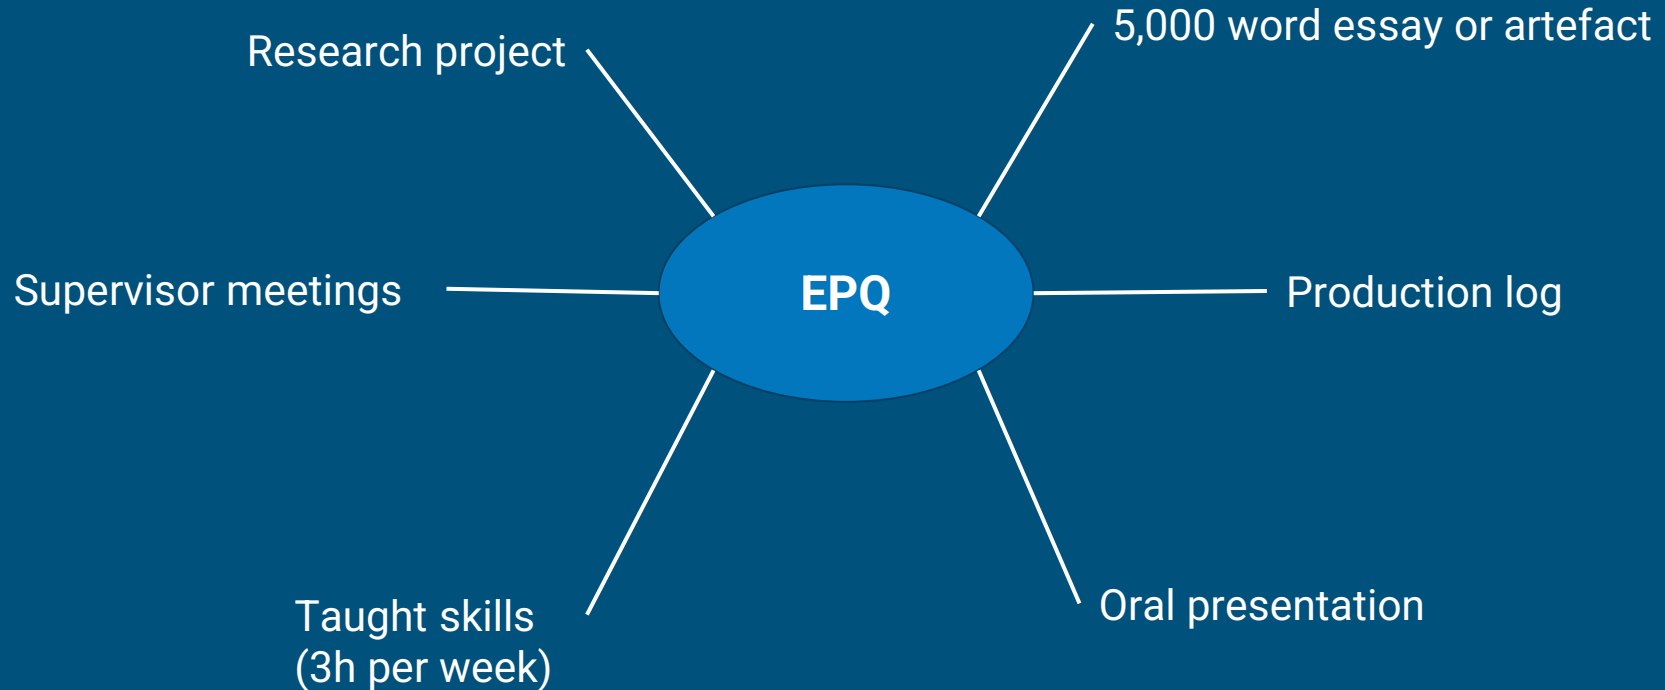 5,000 word essay or artefact
Research project
Supervisor meetings
EPQ
Production log
Taught skills
(3h per week)
Oral presentation